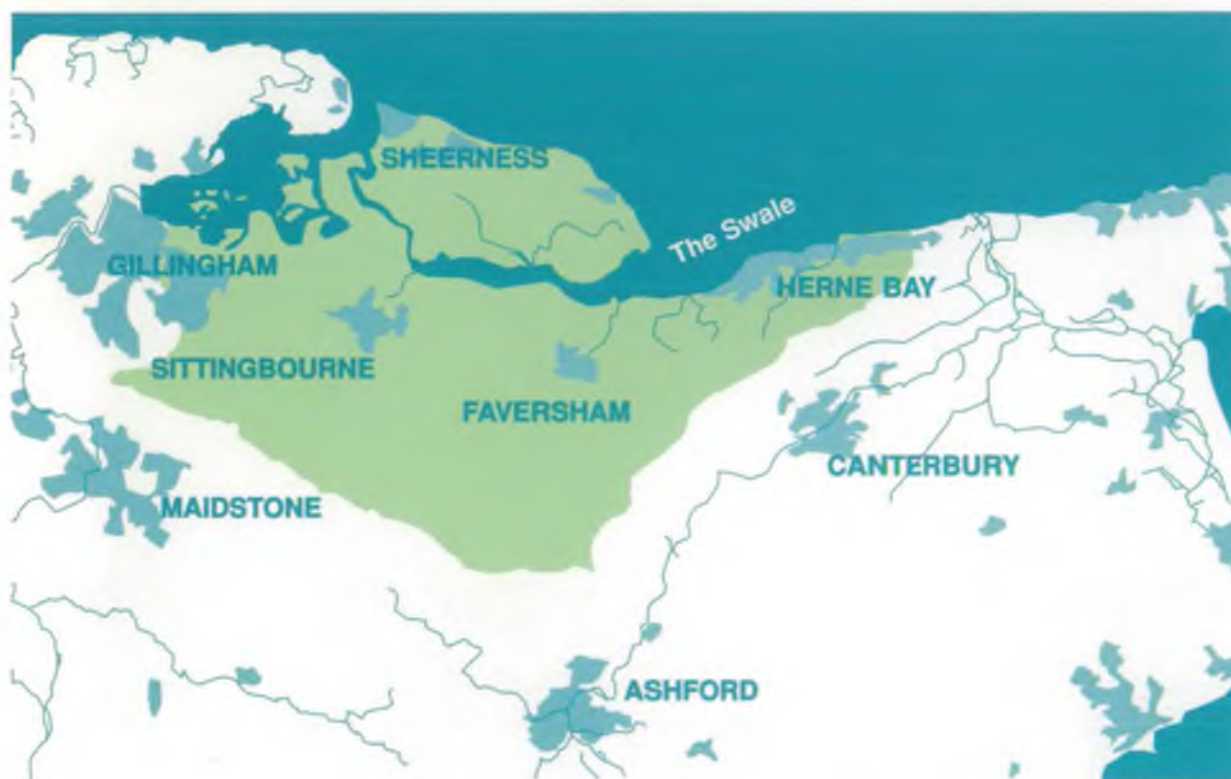 SHEERNESS
The Swale
GILLINGHAM
HERNE BAY
SITTINGBOURNE
FAVERSHAM
CANTERBURY
MAIDSTONE
ASHFORD